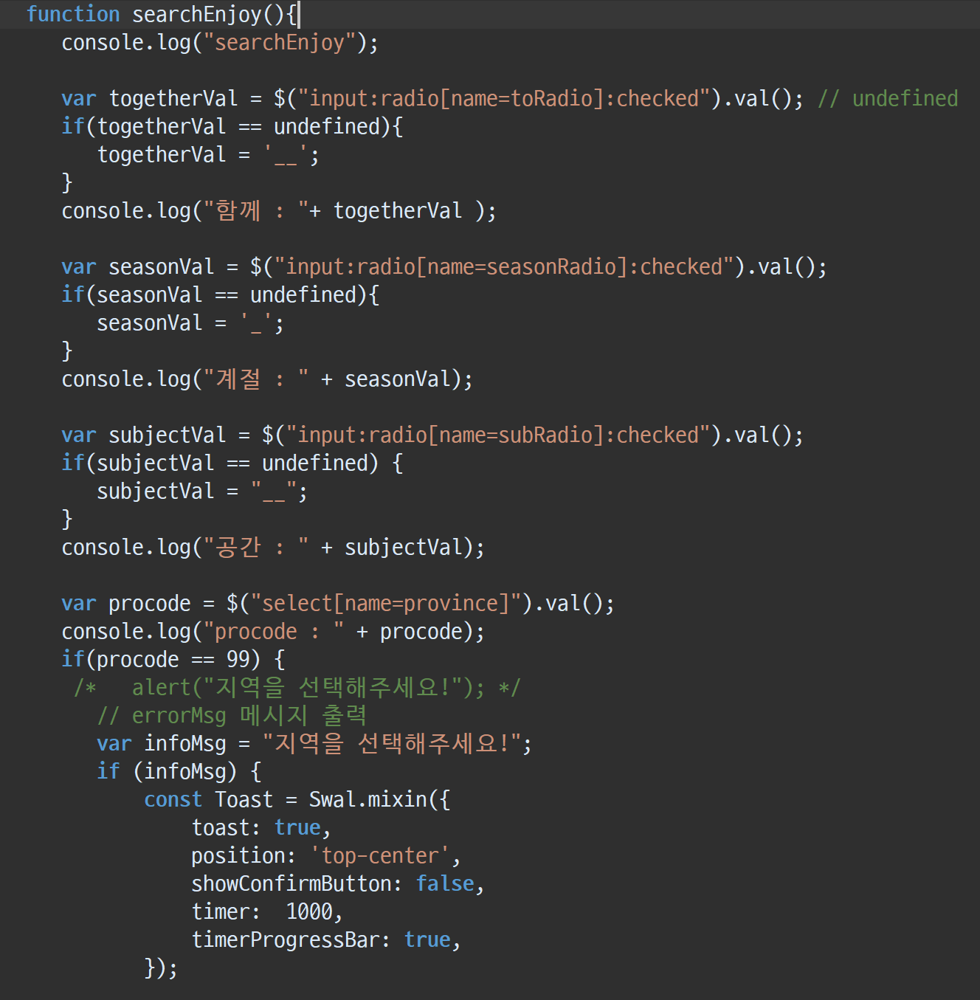 function searchEnjoy(){
console.log("searchEnjoy");
var togetherVal = $("input:radio[name=toRadio]:checked").val(); // undefined
if(togetherVal == undefined){
togetherVal = '__';
}
console.log("함께 : "+ togetherVal );
var seasonVal = $("input:radio[name=seasonRadio]:checked").val();
if(seasonVal == undefined){
seasonVal = '_';
}
console.log("계절 : " + seasonVal);
var subjectVal = $("input:radio[name=subRadio]:checked").val();
if(subjectVal == undefined) {
subjectVal = "__";
}
console.log("공간 : " + subjectVal);
var procode = $("select[name=province]").val();
console.log("procode : " + procode);
if(procode == 99) {
/*   alert("지역을 선택해주세요!"); */
// errorMsg 메시지 출력
var infoMsg = "지역을 선택해주세요!";
if (infoMsg) {
const Toast = Swal.mixin({
toast: true,
position: 'top-center',
showConfirmButton: false,
timer:  1000,
timerProgressBar: true,
});